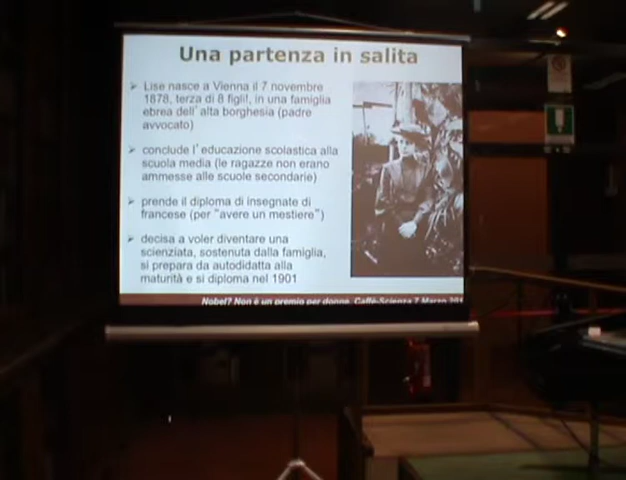 Una partenza in salita
➢ Lise nasce a Vienna il 7 novembre
1878, terza di 8 figli!, in una famiglia
ebrea dell'alta borghesia (padre
avvocato)
➢ conclude l'educazione scolastica alla
scuola media (le ragazze non erano
ammesse alle scuole secondarie)
➢ prende il diploma di insegnate di
francese (per "avere un mestiere")
➢ decisa a voler diventare una
scienziata, sostenuta dalla famiglia,
si prepara da autodidatta alla
maturità e si diploma nel 1901
Nobel? Non è un premio per donne. Caffè-Scienza 7 Marzo